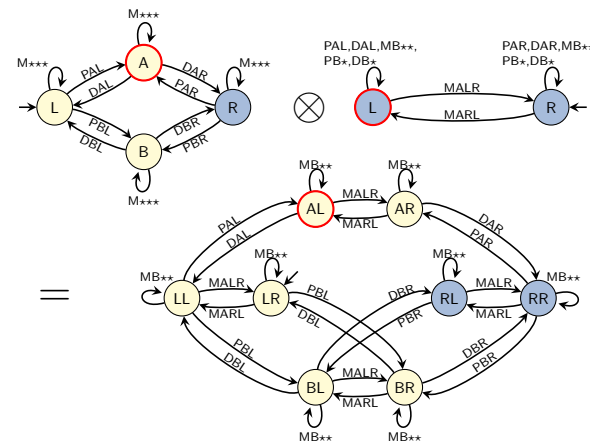 M⋆⋆⋆
M⋆⋆⋆
PAL
DAL
A
DAR
PAR
M⋆⋆⋆
L
R
PBL
DBL
B
DBR
PBR
M⋆⋆⋆
⊗
PAL,DAL,MB⋆⋆,
PB⋆,DB⋆
L
MALR
MARL
PAR,DAR,MB⋆⋆
PB⋆,DB⋆
R
=
MB⋆⋆
MB⋆⋆
AL
MALR
MARL
AR
PAL
DAL
DAR
PAR
MB⋆⋆
LL
MALR
MARL
MB⋆⋆
LR
PBL
DBL
DBR
PBR
MB⋆⋆
RL
MALR
MARL
MB⋆⋆
RR
PBL
DBL
BL
MALR
MARL
BR
DBR
PBR
MB⋆⋆
MB⋆⋆